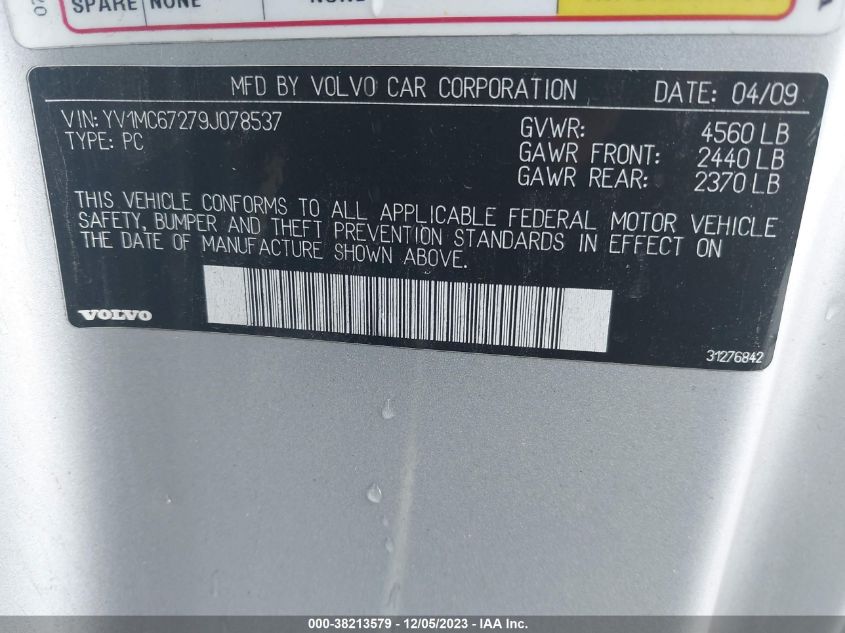 SPARE NONE
MFD BY VOLVO CAR CORPORATION DATE: 04/09
VIN: YV1MC67279J078537
TYPE: PC
GVWR: 4560 LB
GAWR FRONT: 2440 LB
GAWR REAR: 2370 LB
THIS VEHICLE CONFORMS TO ALL APPLICABLE FEDERAL MOTOR VEHICLE
SAFETY, BUMPER AND THEFT PREVENTION STANDARDS IN EFFECT ON
THE DATE OF MANUFACTURE SHOWN ABOVE.
VOLVO
31276842
000-38213579 - 12/05/2023 - IAA Inc.